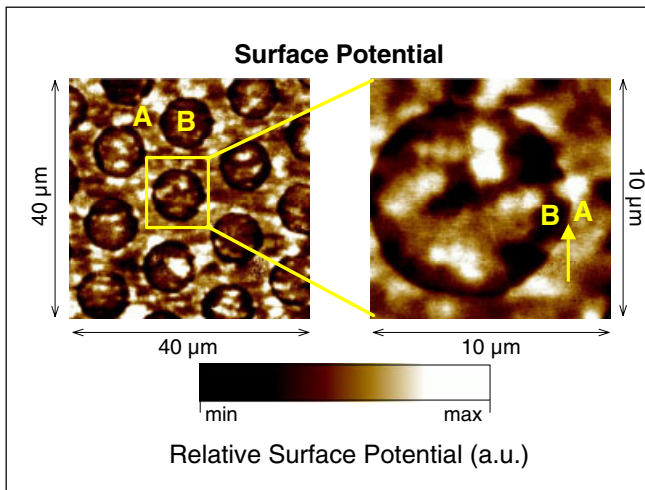 Surface Potential
A
B
B
A
40 µm
10 µm
40 µm
10 µm
min
max
Relative Surface Potential (a.u.)